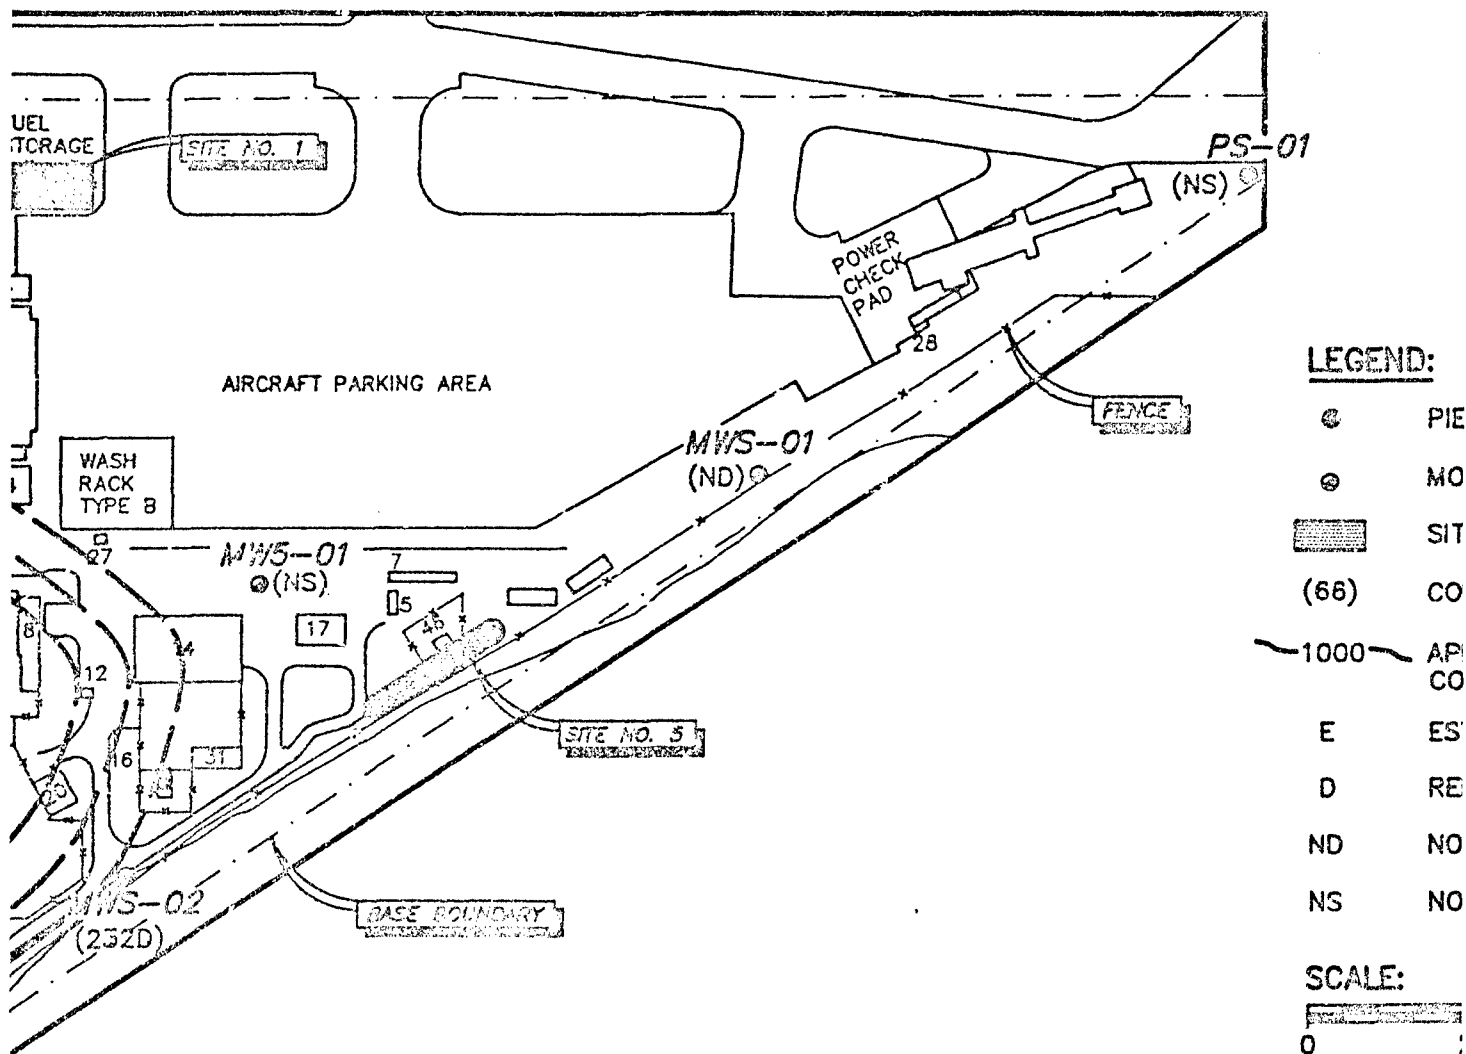 UEL
TORAGE
SITE NO. 1
PS-01
(NS)
POWER
CHECK
PAD
28
AIRCRAFT PARKING AREA
FENCE
MWS-01
(ND)
WASH
RACK
TYPE B
27
MW5-01
(NS)
7
5
46
17
8
14
12
SITE NO. 5
16
31
20
MWS-02
(232D)
BASE BOUNDARY
LEGEND:
PIE
MO
SIT
(66) CO
1000 AP
CO
E ES
D RE
ND NO
NS NO
SCALE:
0